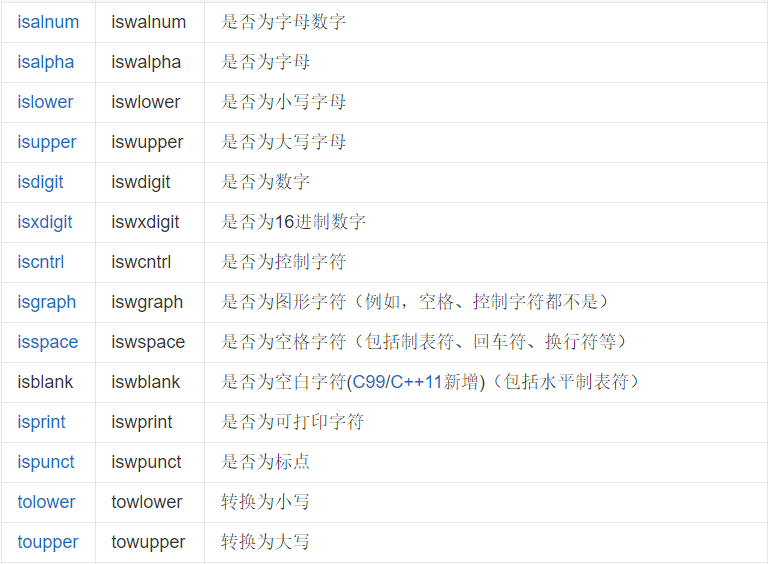 isalnum iswalnum 是否为字母数字
isalpha iswalpha 是否为字母
islower iswlower 是否为小写字母
isupper iswupper 是否为大写字母
isdigit iswdigit 是否为数字
isxdigit iswxdigit 是否为16进制数字
iscntrl iswcntrl 是否为控制字符
isgraph iswgraph 是否为图形字符（例如，空格、控制字符都不是）
isspace iswspace 是否为空格字符（包括制表符、回车符、换行符等）
isblank iswblank 是否为空白字符(C99/C++11新增)（包括水平制表符）
isprint iswprint 是否为可打印字符
ispunct iswpunct 是否为标点
tolower towlower 转换为小写
toupper towupper 转换为大写